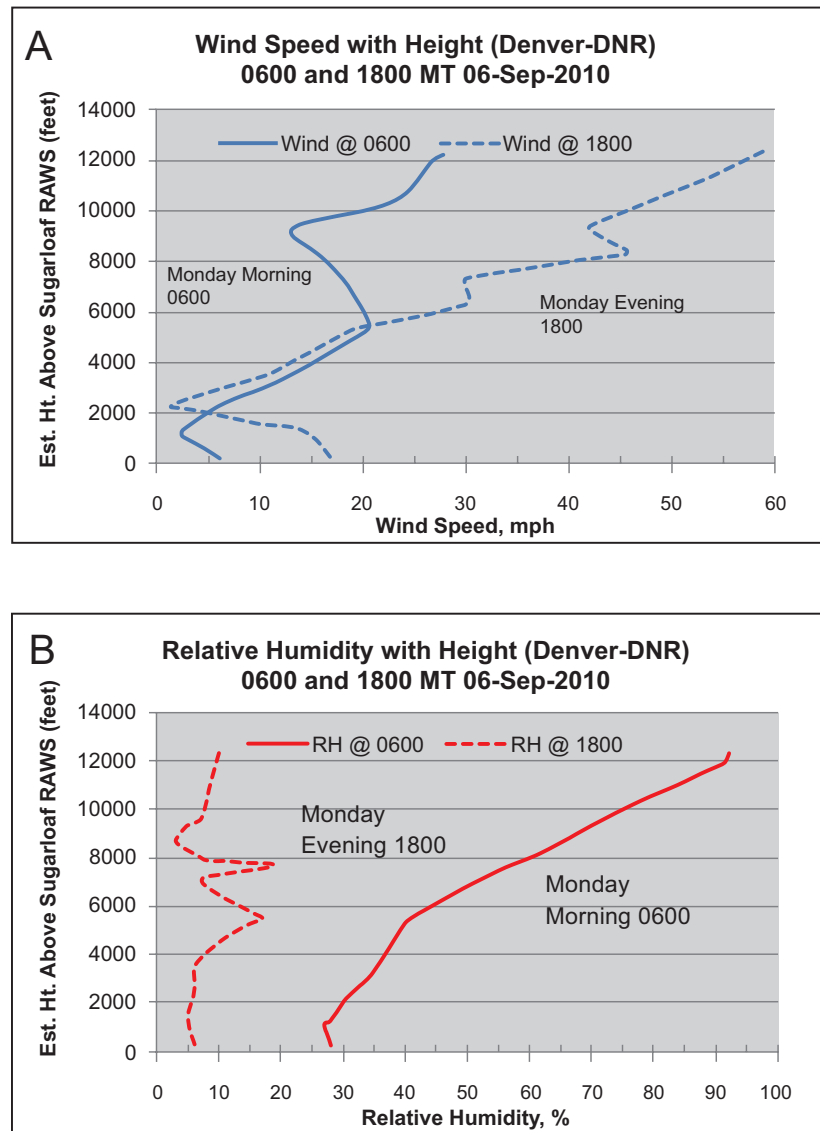 A
Wind Speed with Height (Denver-DNR)
0600 and 1800 MT 06-Sep-2010
Est. Ht. Above Sugarloaf RAWS (feet)
14000
12000
10000
8000
6000
4000
2000
0
Wind @ 0600
Wind @ 1800
Monday Morning
0600
Monday Evening
1800
0 10 20 30 40 50 60
Wind Speed, mph
B
Relative Humidity with Height (Denver-DNR)
0600 and 1800 MT 06-Sep-2010
Est. Ht. Above Sugarloaf RAWS (feet)
14000
12000
10000
8000
6000
4000
2000
0
RH @ 0600
RH @ 1800
Monday
Evening 1800
Monday
Morning 0600
0 10 20 30 40 50 60 70 80 90 100
Relative Humidity, %